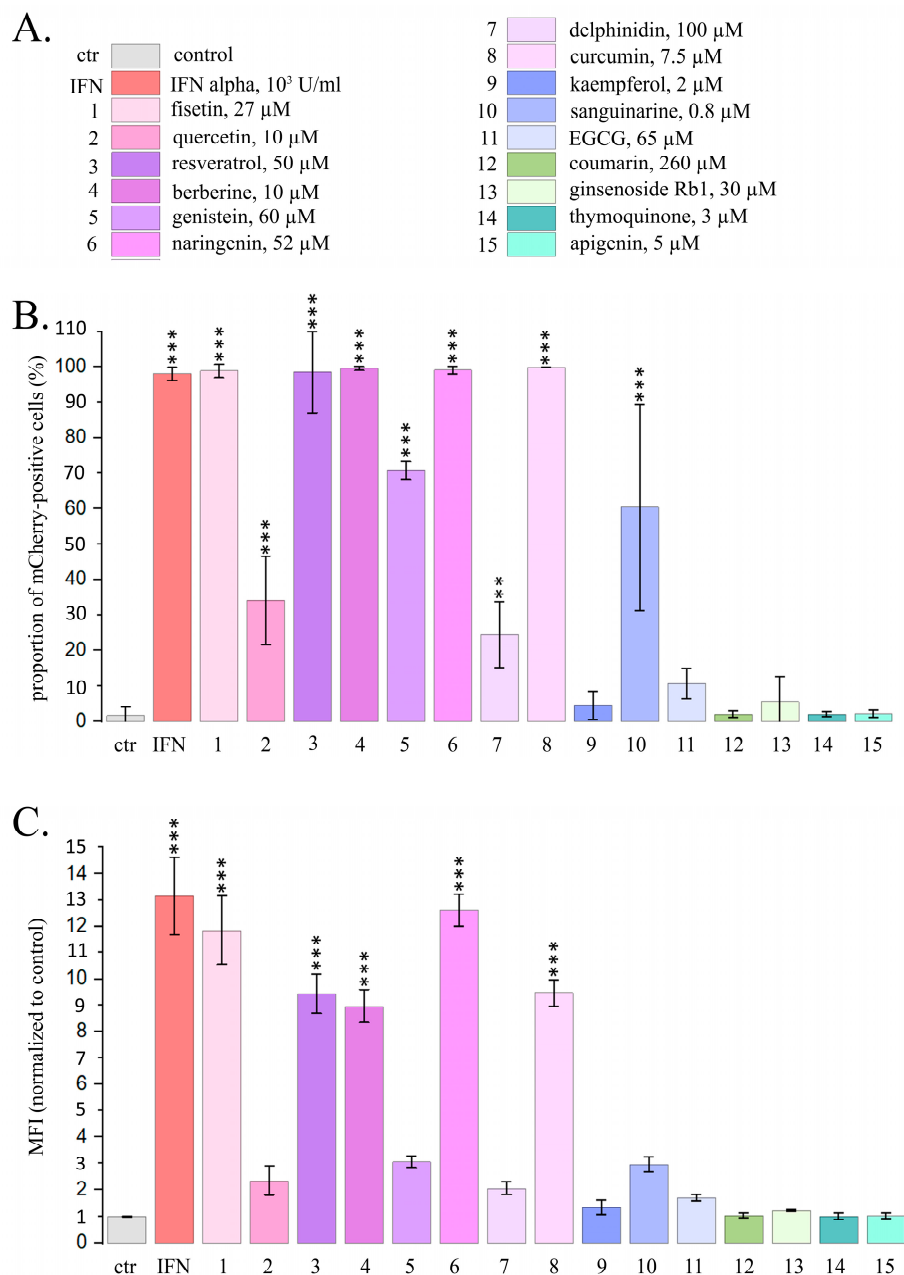 A.
ctr control
IFN IFN alpha, 10³ U/ml
1 fisetin, 27 µM
2 quercetin, 10 µM
3 resveratrol, 50 µM
4 berberine, 10 µM
5 genistein, 60 µM
6 naringenin, 52 µM
7 delphinidin, 100 µM
8 curcumin, 7.5 µM
9 kaempferol, 2 µM
10 sanguinarine, 0.8 µM
11 EGCG, 65 µM
12 coumarin, 260 µM
13 ginsenoside Rb1, 30 µM
14 thymoquinone, 3 µM
15 apigenin, 5 µM
B.
proportion of mCherry-positive cells (%)
110
100
90
80
70
60
50
40
30
20
10
0
*** *** *** *** *** *** *** ** *** ***
ctr IFN 1 2 3 4 5 6 7 8 9 10 11 12 13 14 15
C.
MFI (normalized to control)
15
14
13
12
11
10
9
8
7
6
5
4
3
2
1
0
*** *** *** *** *** ***
ctr IFN 1 2 3 4 5 6 7 8 9 10 11 12 13 14 15